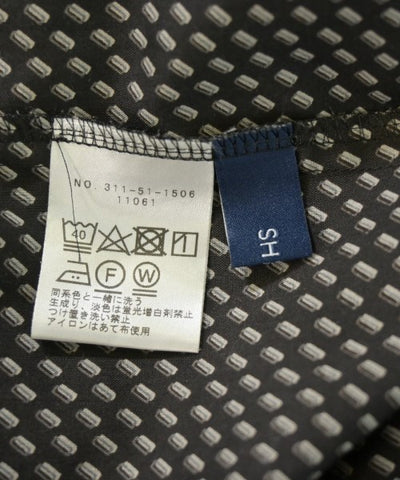 NO. 311-51-1506
11061
40
F
W
同系色と一緒に洗う
生成り、淡色は蛍光増白剤禁止
つけ置き洗い禁止
アイロンはあて布使用
HS